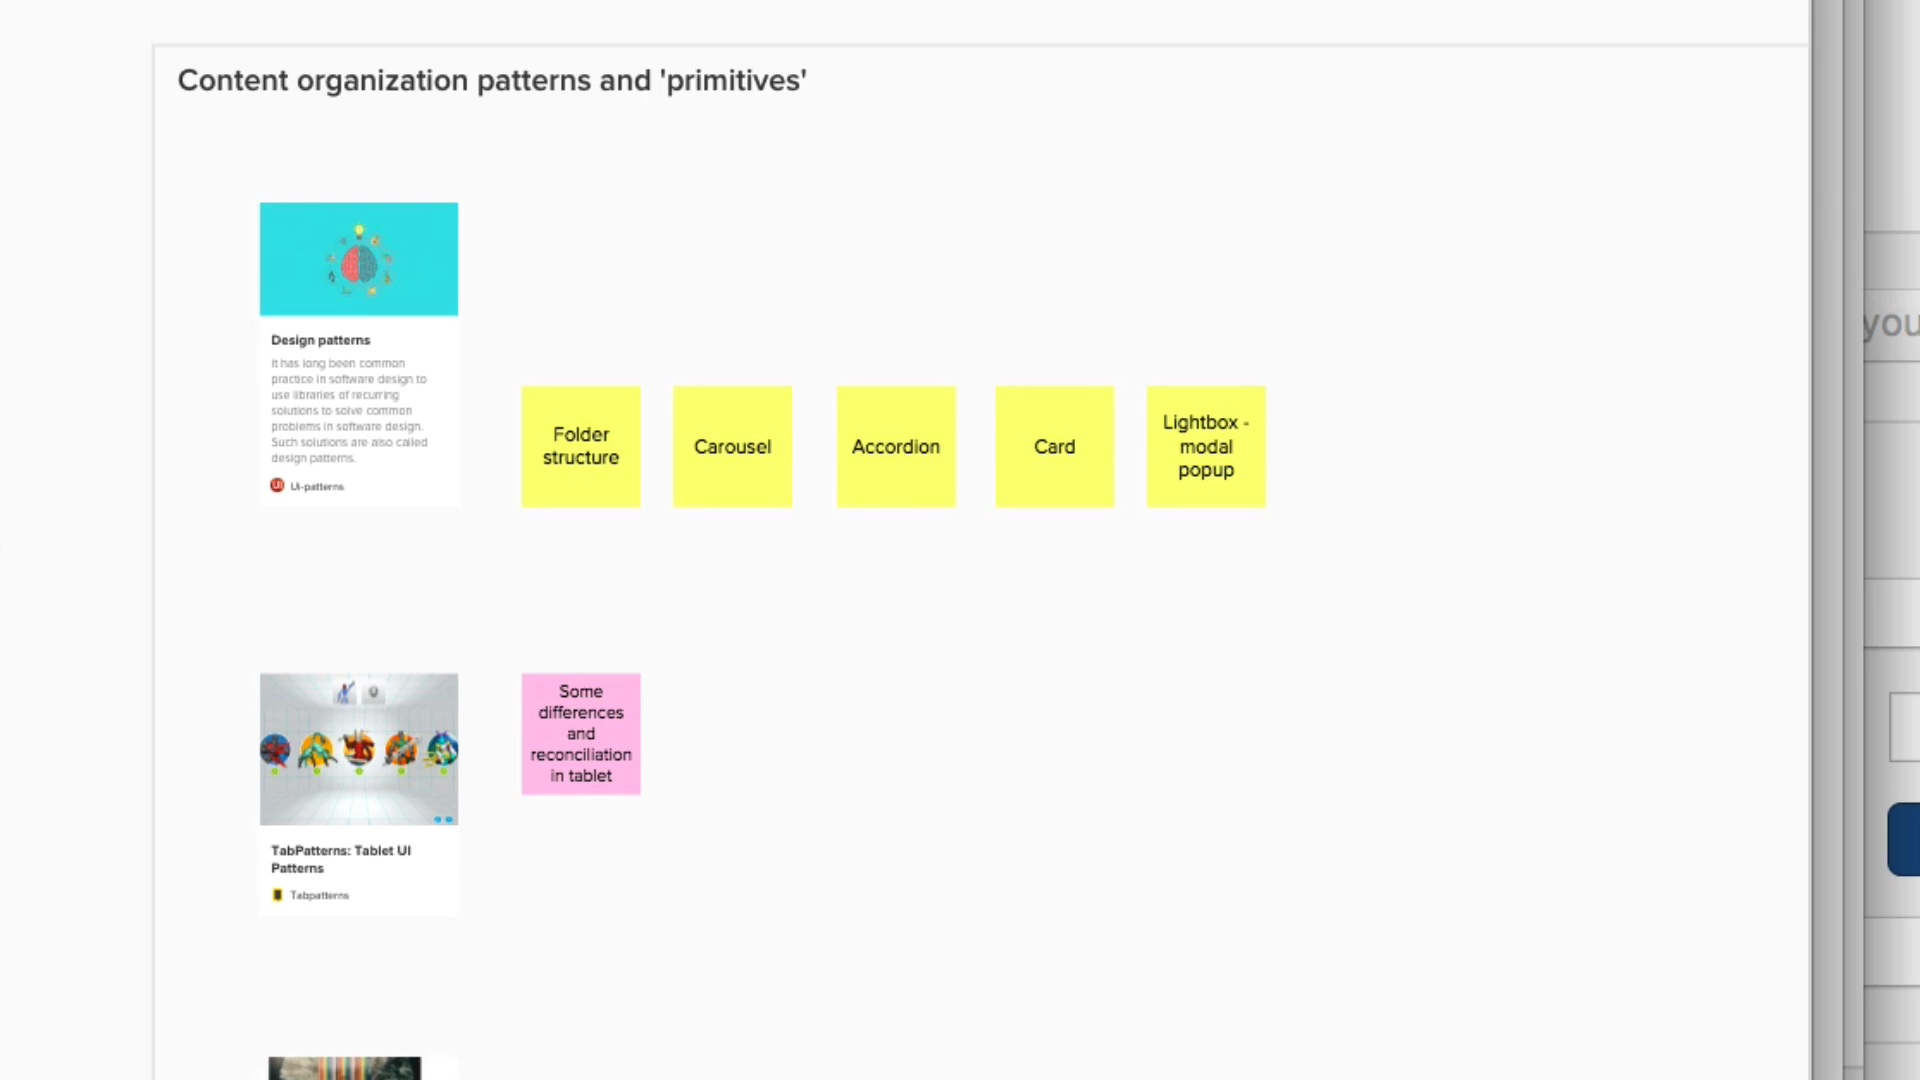 Content organization patterns and 'primitives'
Design patterns
It has long been common
practice in software design to
use libraries of recurring
solutions to solve common
problems in software design.
Such solutions are also called
design patterns.
UI
Ui-patterns
Folder
structure
Carousel
Accordion
Card
Lightbox -
modal
popup
you
Some
differences
and
reconciliation
in tablet
TabPatterns: Tablet UI
Patterns
Tabpatterns